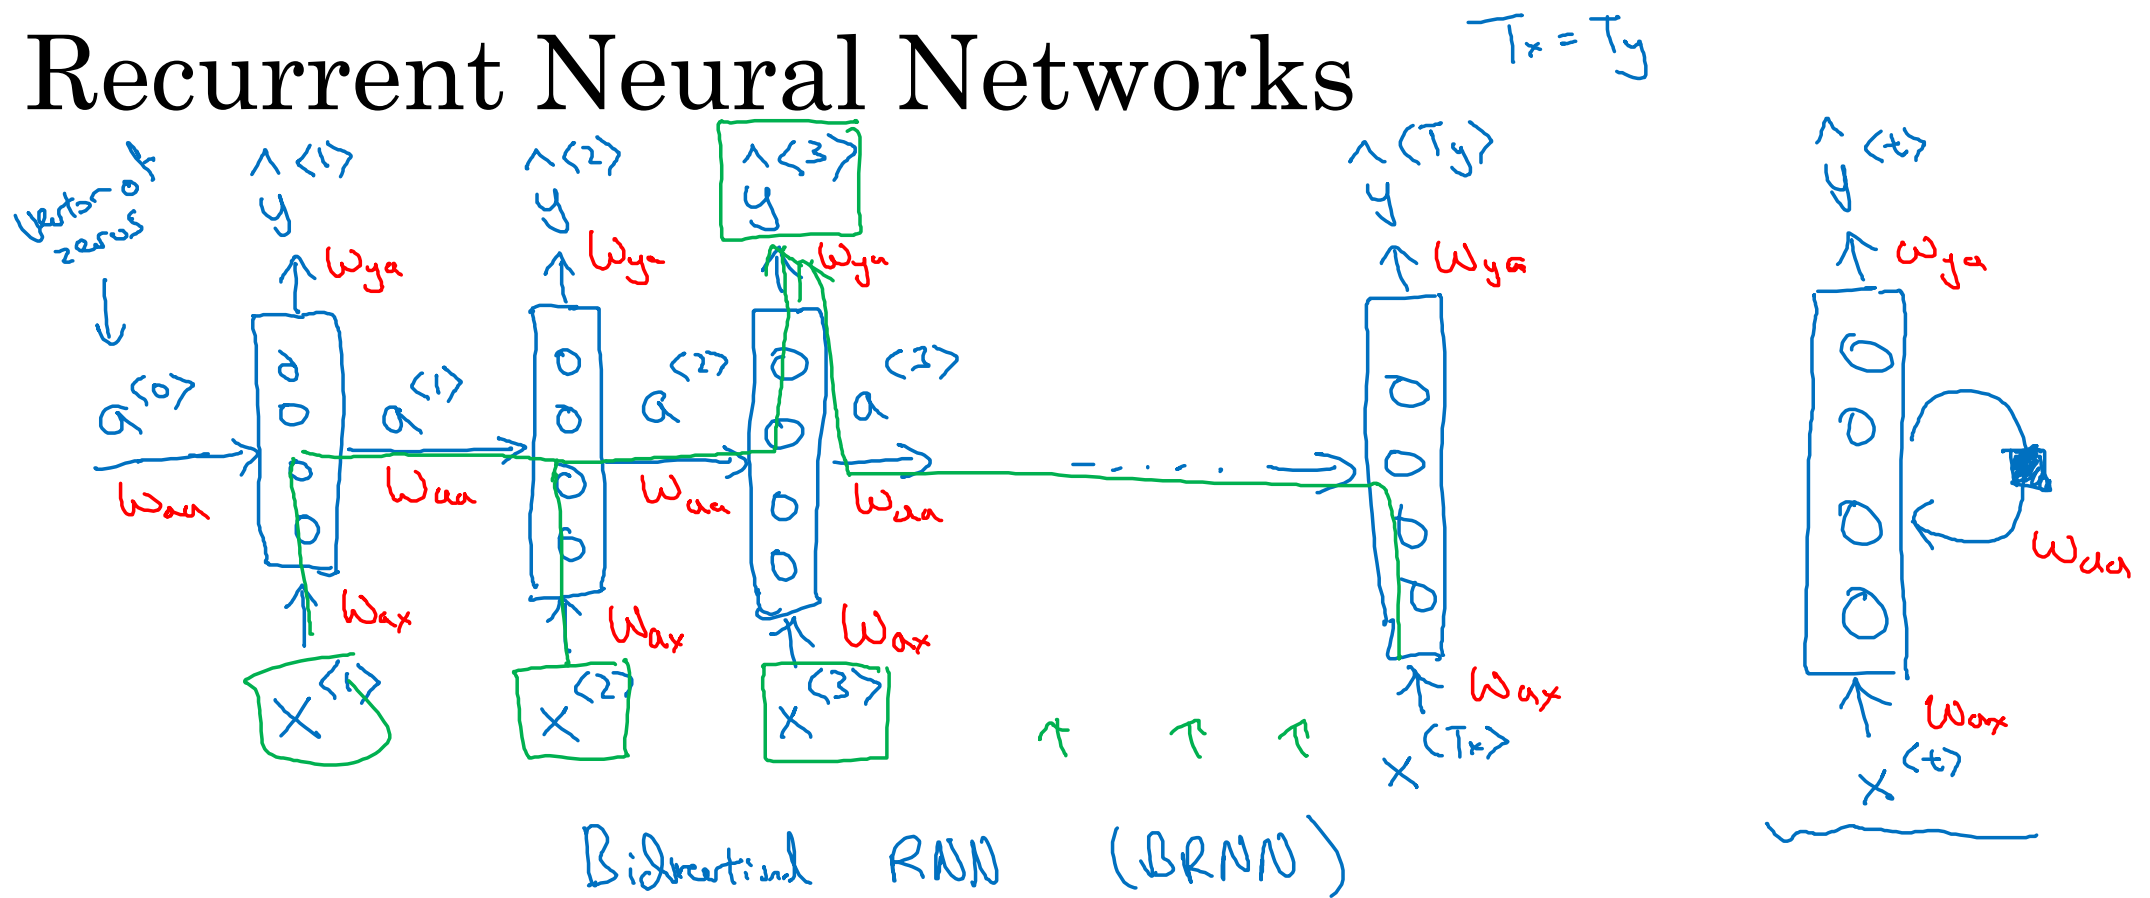 Recurrent Neural Networks
Tx = Ty
vector of
zeros
ŷ<1> ŷ<2> ŷ<3> ŷ<Ty> ŷ<t>
Wya Wya Wya Wya Wya
a<0> a<1> a<2> a<3>
Waa Waa Waa Waa - . . . . Waa
Wax Wax Wax Wax Wax
x<1> x<2> x<3> x<Tx> x<t>
Bidirectional RNN (BRNN)